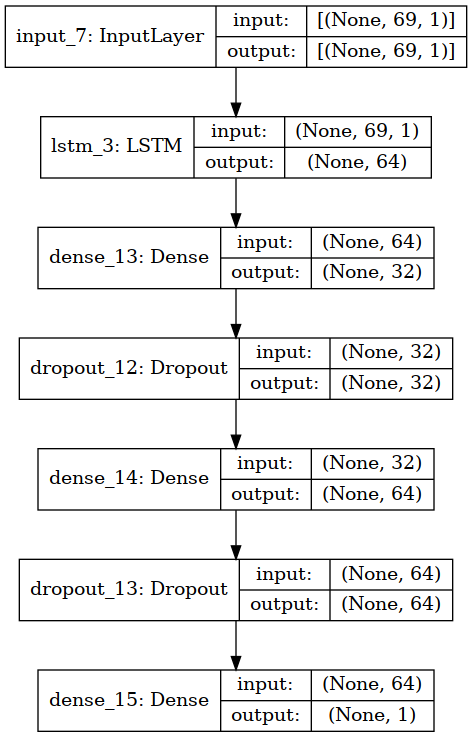 input_7: InputLayer
input:
[(None, 69, 1)]
output:
[(None, 69, 1)]
lstm_3: LSTM
input:
(None, 69, 1)
output:
(None, 64)
dense_13: Dense
input:
(None, 64)
output:
(None, 32)
dropout_12: Dropout
input:
(None, 32)
output:
(None, 32)
dense_14: Dense
input:
(None, 32)
output:
(None, 64)
dropout_13: Dropout
input:
(None, 64)
output:
(None, 64)
dense_15: Dense
input:
(None, 64)
output:
(None, 1)